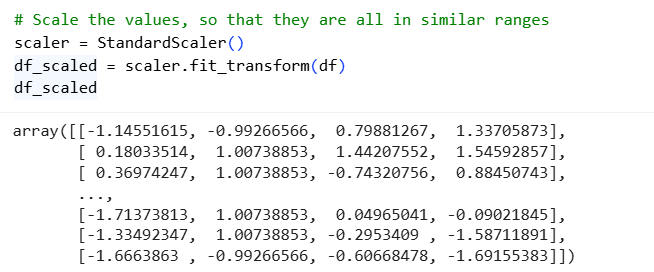 # Scale the values, so that they are all in similar ranges
scaler = StandardScaler()
df_scaled = scaler.fit_transform(df)
df_scaled
array([[-1.14551615, -0.99266566,  0.79881267,  1.33705873],
       [ 0.18033514,  1.00738853,  1.44207552,  1.54592857],
       [ 0.36974247,  1.00738853, -0.74320756,  0.88450743],
       ...,
       [-1.71373813,  1.00738853,  0.04965041, -0.09021845],
       [-1.33492347,  1.00738853, -0.2953409 , -1.58711891],
       [-1.6663863 , -0.99266566, -0.60668478, -1.69155383]])